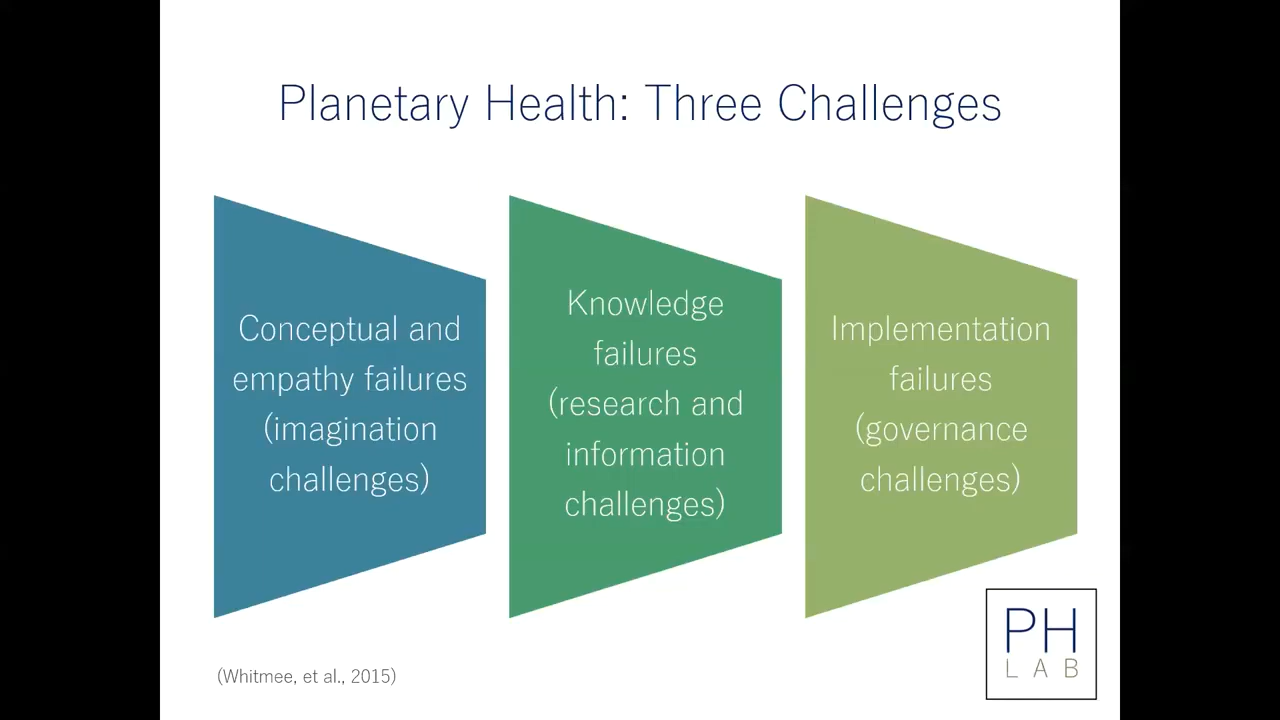 Planetary Health: Three Challenges
Conceptual and
empathy failures
(imagination
challenges)
Knowledge
failures
(research and
information
challenges)
Implementation
failures
(governance
challenges)
(Whitmee, et al., 2015)
PH
LAB